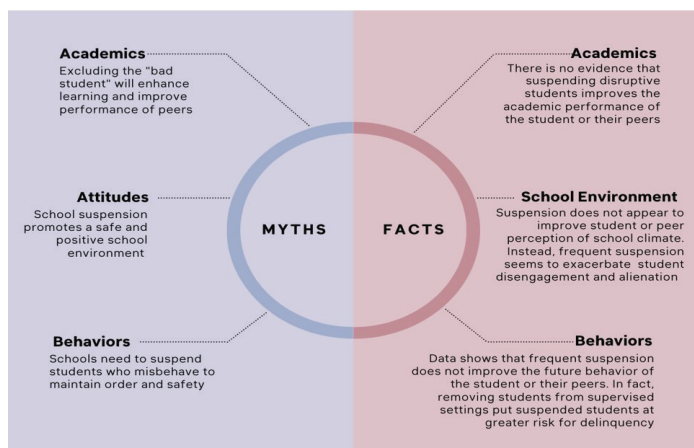 Academics
Excluding the "bad
student" will enhance
learning and improve
performance of peers
Attitudes
School suspension
promotes a safe and
positive school
environment
Behaviors
Schools need to suspend
students who misbehave to
maintain order and safety
MYTHS
FACTS
Academics
There is no evidence that
suspending disruptive
students improves the
academic performance of
the student or their peers
School Environment
Suspension does not appear to
improve student or peer
perception of school climate.
Instead, frequent suspension
seems to exacerbate student
disengagement and alienation
Behaviors
Data shows that frequent suspension
does not improve the future behavior of
the student or their peers. In fact,
removing students from supervised
settings put suspended students at
greater risk for delinquency